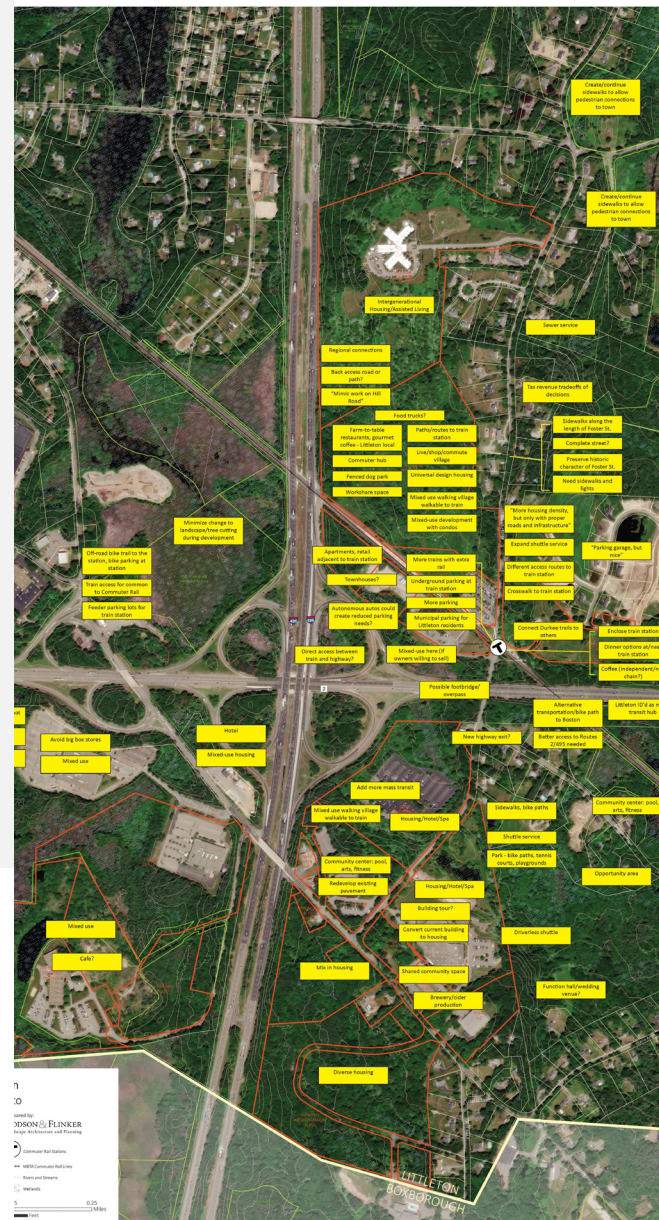 Create/continue
sidewalks to allow
pedestrian connections
to town
Create/continue
sidewalks to allow
pedestrian connections
to town
Intergenerational
Housing/Assisted Living
Sewer service
Regional connections
Back access road or
path?
"Mimic work on Hill
Road"
Tax revenue tradeoffs of
decisions
Food trucks?
Farm-to-table
restaurants, gourmet
coffee - Littleton local
Paths/routes to train
station
Commuter hub
Live/shop/commute
village
Fenced dog park
Universal design housing
Workshare space
Mixed use walking village
walkable to train
Mixed-use development
with condos
Sidewalks along the
length of Foster St.
Complete street?
Preserve historic
character of Foster St.
Need sidewalks and
lights
"More housing density,
but only with proper
roads and infrastructure"
Minimize change to
landscape/tree cutting
during development
Off-road bike trail to the
station, bike parking at
station
Train access for common
to Commuter Rail
Feeder parking lots for
train station
Apartments, retail
adjacent to train station
Townhouses?
Autonomous autos could
create reduced parking
needs?
More trains with extra
rail
Underground parking at
train station
More parking
Municipal parking for
Littleton residents
Expand shuttle service
Different access routes to
train station
Crosswalk to train station
"Parking garage, but
nice"
Connect Durkee trails to
others
Enclose train station
Dinner options at/nea
train station
Coffee (independent/n
chain?)
Direct access between
train and highway?
Mixed-use here (if
owners willing to sell)
T
495
2
Possible footbridge/
overpass
Alternative
transportation/bike path
to Boston
Littleton ID'd as n
transit hub
New highway exit?
Better access to Routes
2/495 needed
Avoid big box stores
Mixed use
Hotel
Mixed-use housing
Add more mass transit
Mixed use walking village
walkable to train
Housing/Hotel/Spa
Sidewalks, bike paths
Community center: pool,
arts, fitness
Shuttle service
Park - bike paths, tennis
courts, playgrounds
Opportunity area
Community center: pool,
arts, fitness
Redevelop existing
pavement
Housing/Hotel/Spa
Building tour?
Convert current building
to housing
Driverless shuttle
Mixed use
Cafe?
Mix in housing
Shared community space
Brewery/cider
production
Function hall/wedding
venue?
Diverse housing
LITTLETON
BOXBOROUGH
ared by:
ODSON & FLINKER
scape Architecture and Planning
Commuter Rail Stations
MBTA Commuter Rail Lines
Rivers and Streams
Wetlands
0.25
Miles
Feet